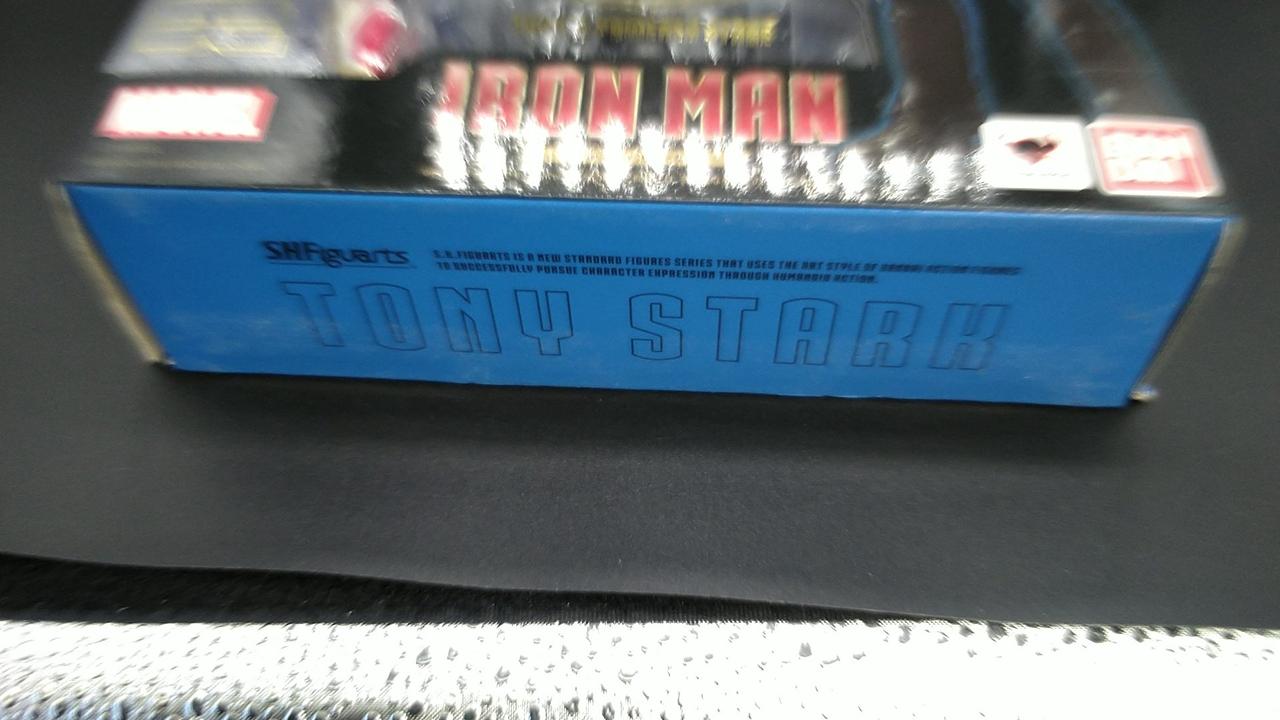 MARVEL
IRON MAN
S.H.Figuarts
S.H.FIGUARTS IS A NEW STANDARD FIGURES SERIES THAT USES THE ART STYLE OF BANDAI ACTION FIGURES
TO SUCCESSFULLY PURSUE CHARACTER EXPRESSION THROUGH HUMANOID ACTION.
TONY STARK